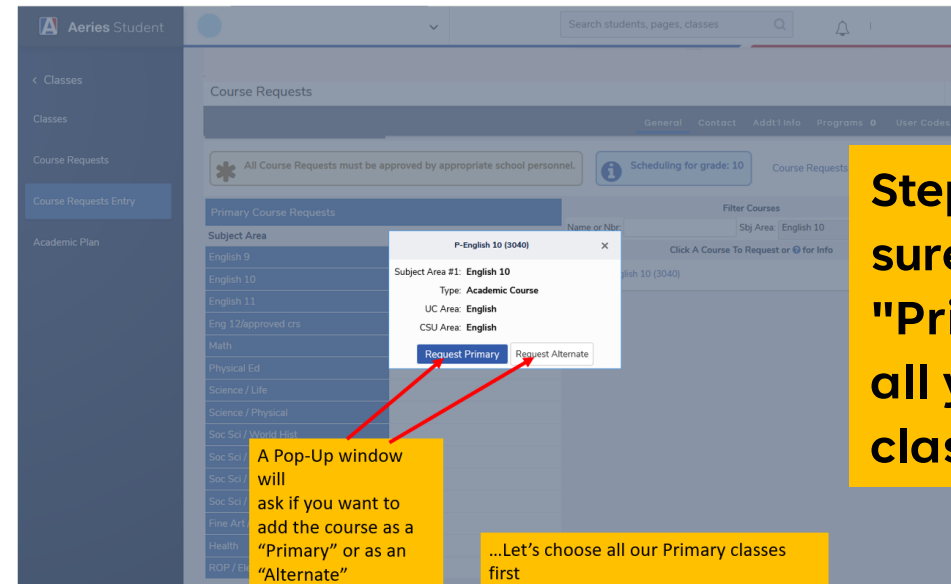 Aeries Student
Search students, pages, classes
< Classes
Classes
Course Requests
Course Requests Entry
Academic Plan
Course Requests
General Contact Addt'l Info Programs 0 User Codes
All Course Requests must be approved by appropriate school personnel.
Scheduling for grade: 10
Course Requests
Primary Course Requests
Subject Area
English 9
English 10
English 11
Eng 12/approved crs
Math
Physical Ed
Science / Life
Science / Physical
Soc Sci / World Hist
Soc Sci /
Soc Sci /
Soc Sci /
Fine Art
Health
ROP / Ele
Filter Courses
Name or Nbr:
Sbj Area: English 10
Click A Course To Request or ? for Info
glish 10 (3040)
P-English 10 (3040) ×
Subject Area #1: English 10
Type: Academic Course
UC Area: English
CSU Area: English
Request Primary Request Alternate
A Pop-Up window
will
ask if you want to
add the course as a
“Primary” or as an
“Alternate”
...Let’s choose all our Primary classes
first
Step
sure
"Pri
all y
clas